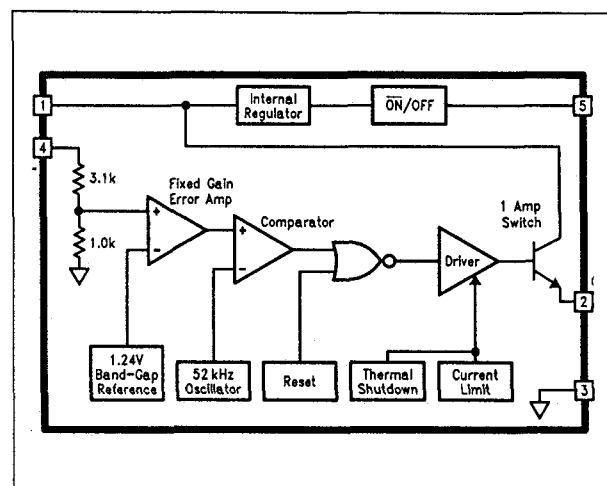 1
Internal
Regulator
ON/OFF
5
4
3.1k
Fixed Gain
Error Amp
1 Amp
Switch
Comparator
+
−
+
−
1.0k
Driver
2
1.24V
Band-Gap
Reference
52 kHz
Oscillator
Reset
Thermal
Shutdown
Current
Limit
3